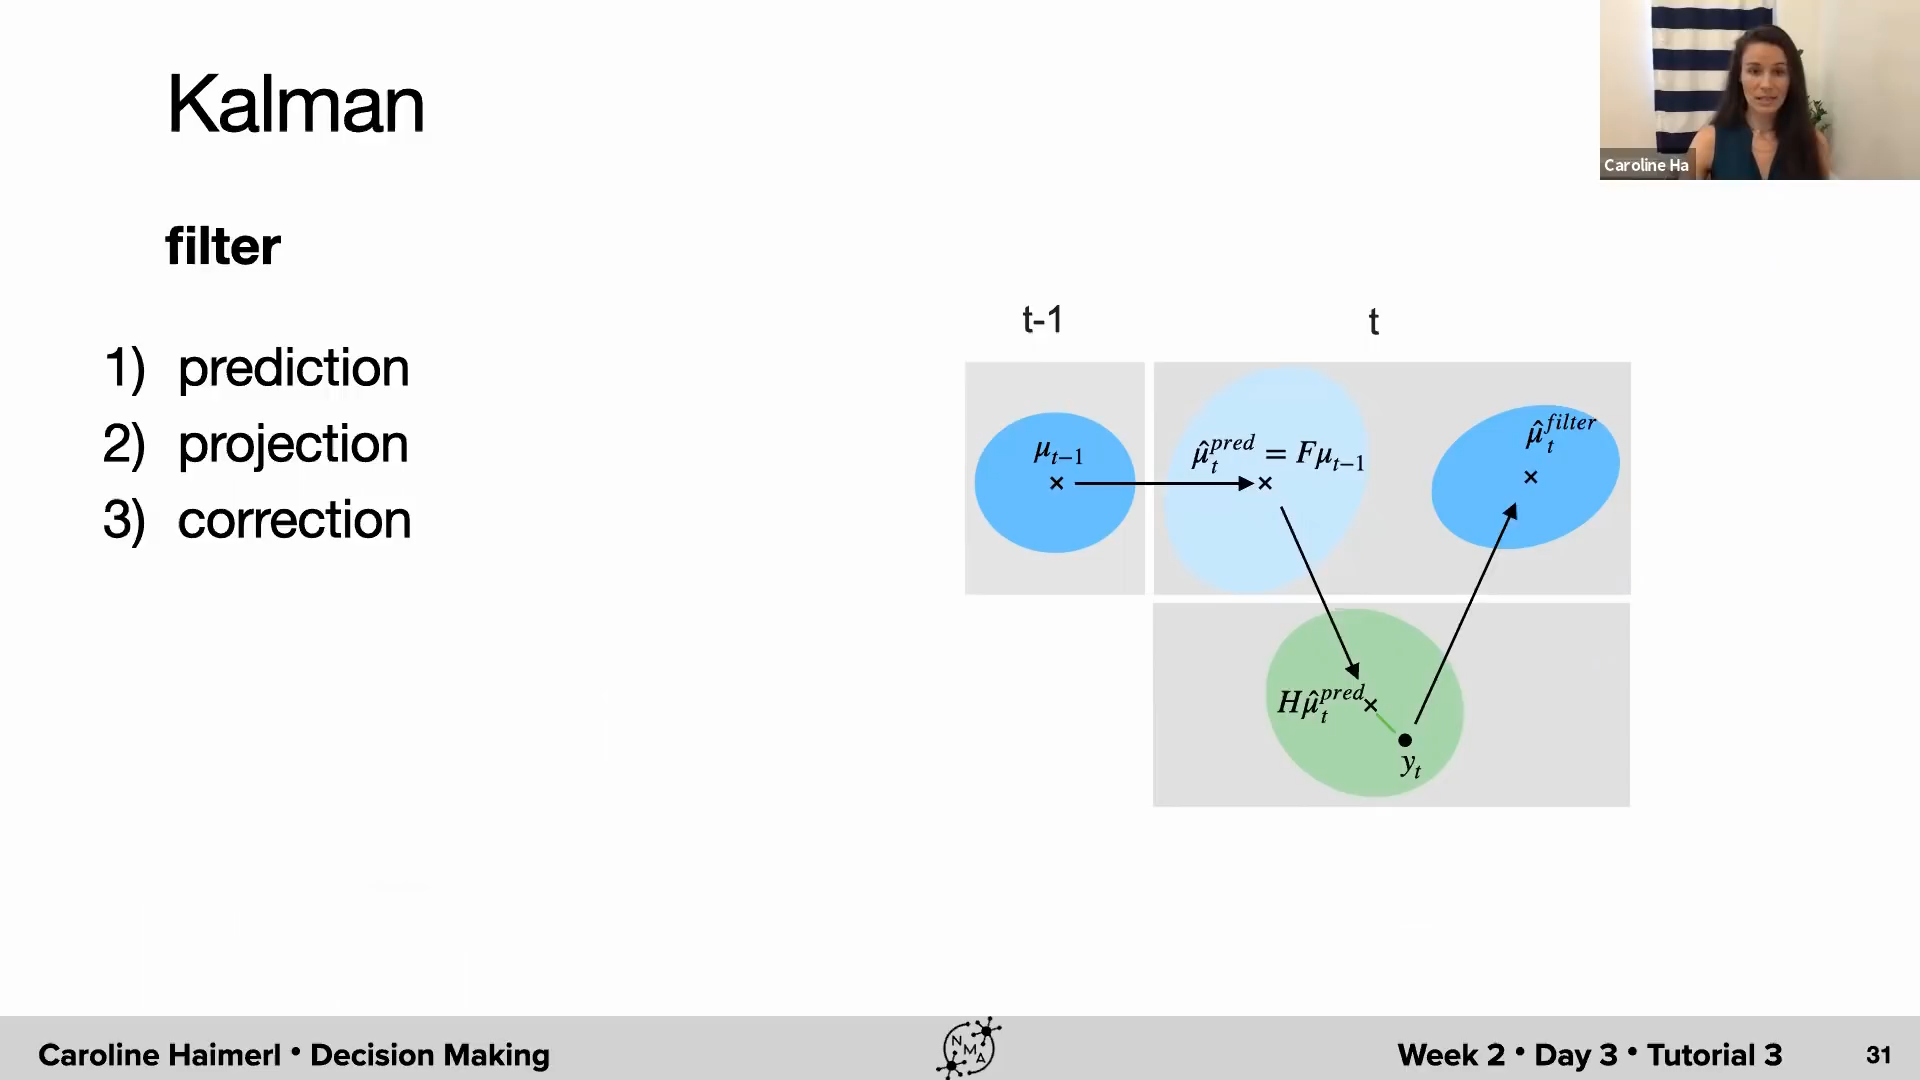 Kalman
filter
1) prediction
2) projection
3) correction
Caroline Ha
t-1
t
μ_{t−1}
μ̂_t^{pred} = Fμ_{t−1}
μ̂_t^{filter}
Hμ̂_t^{pred}
y_t
Caroline Haimerl • Decision Making
NMA
Week 2 • Day 3 • Tutorial 3
31